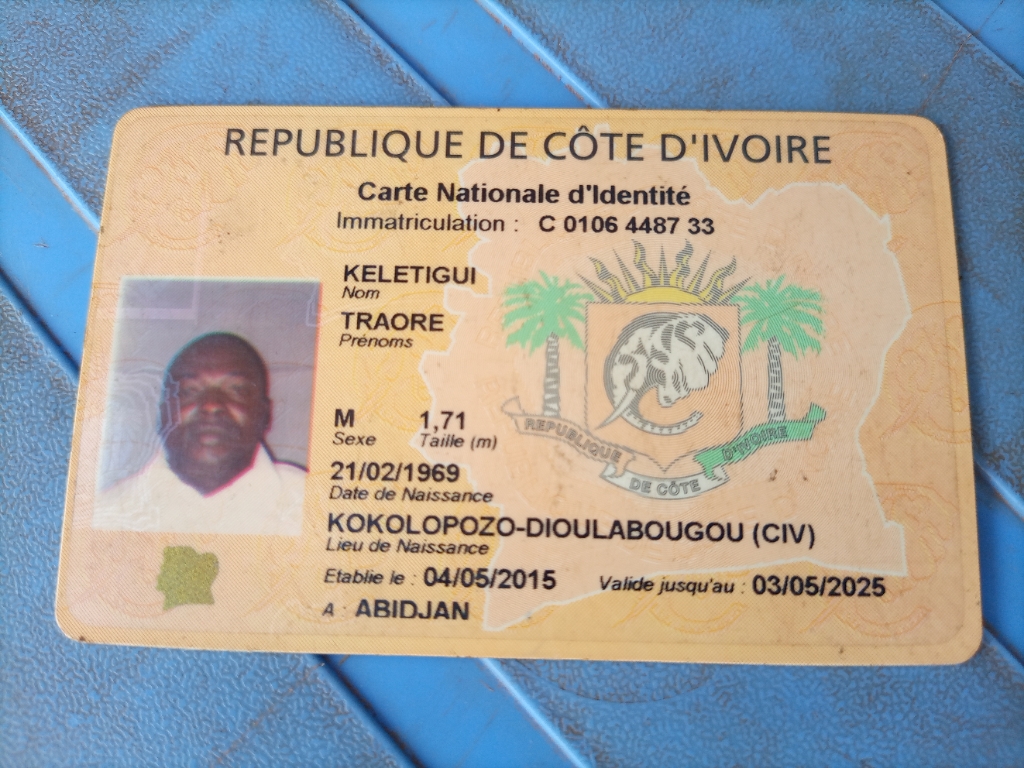 REPUBLIQUE DE CÔTE D'IVOIRE
Carte Nationale d'Identité
Immatriculation : C 0106 4487 33
KELETIGUI
Nom
TRAORE
Prénoms
M 1,71
Sexe Taille (m)
21/02/1969
Date de Naissance
KOKOLOPOZO-DIOULABOUGOU (CIV)
Lieu de Naissance
Etablie le : 04/05/2015 Valide jusqu'au : 03/05/2025
A : ABIDJAN
REPUBLIQUE
DE CÔTE
D'IVOIRE